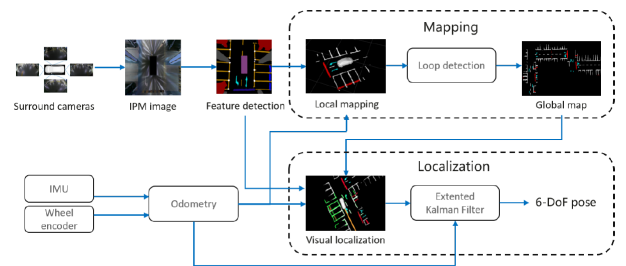 Mapping
Loop detection
Surround cameras
IPM image
Feature detection
Local mapping
Global map
Localization
IMU
Wheel
encoder
Odometry
Extented
Kalman Filter
6-DoF pose
Visual localization